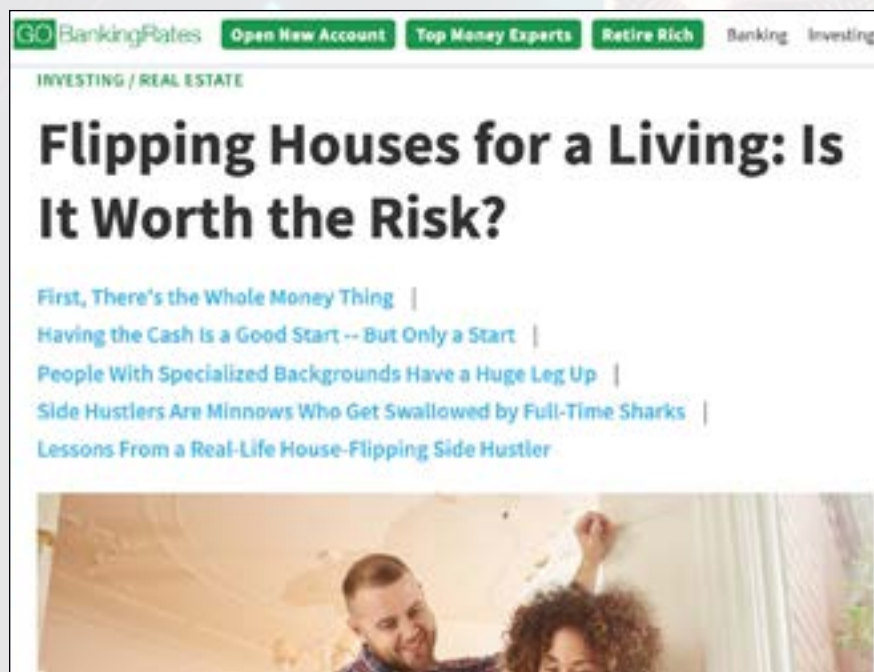 GOBankingRates Open New Account Top Money Experts Retire Rich Banking Investing
INVESTING / REAL ESTATE
Flipping Houses for a Living: Is
It Worth the Risk?
First, There's the Whole Money Thing |
Having the Cash Is a Good Start -- But Only a Start |
People With Specialized Backgrounds Have a Huge Leg Up |
Side Hustlers Are Minnows Who Get Swallowed by Full-Time Sharks |
Lessons From a Real-Life House-Flipping Side Hustler